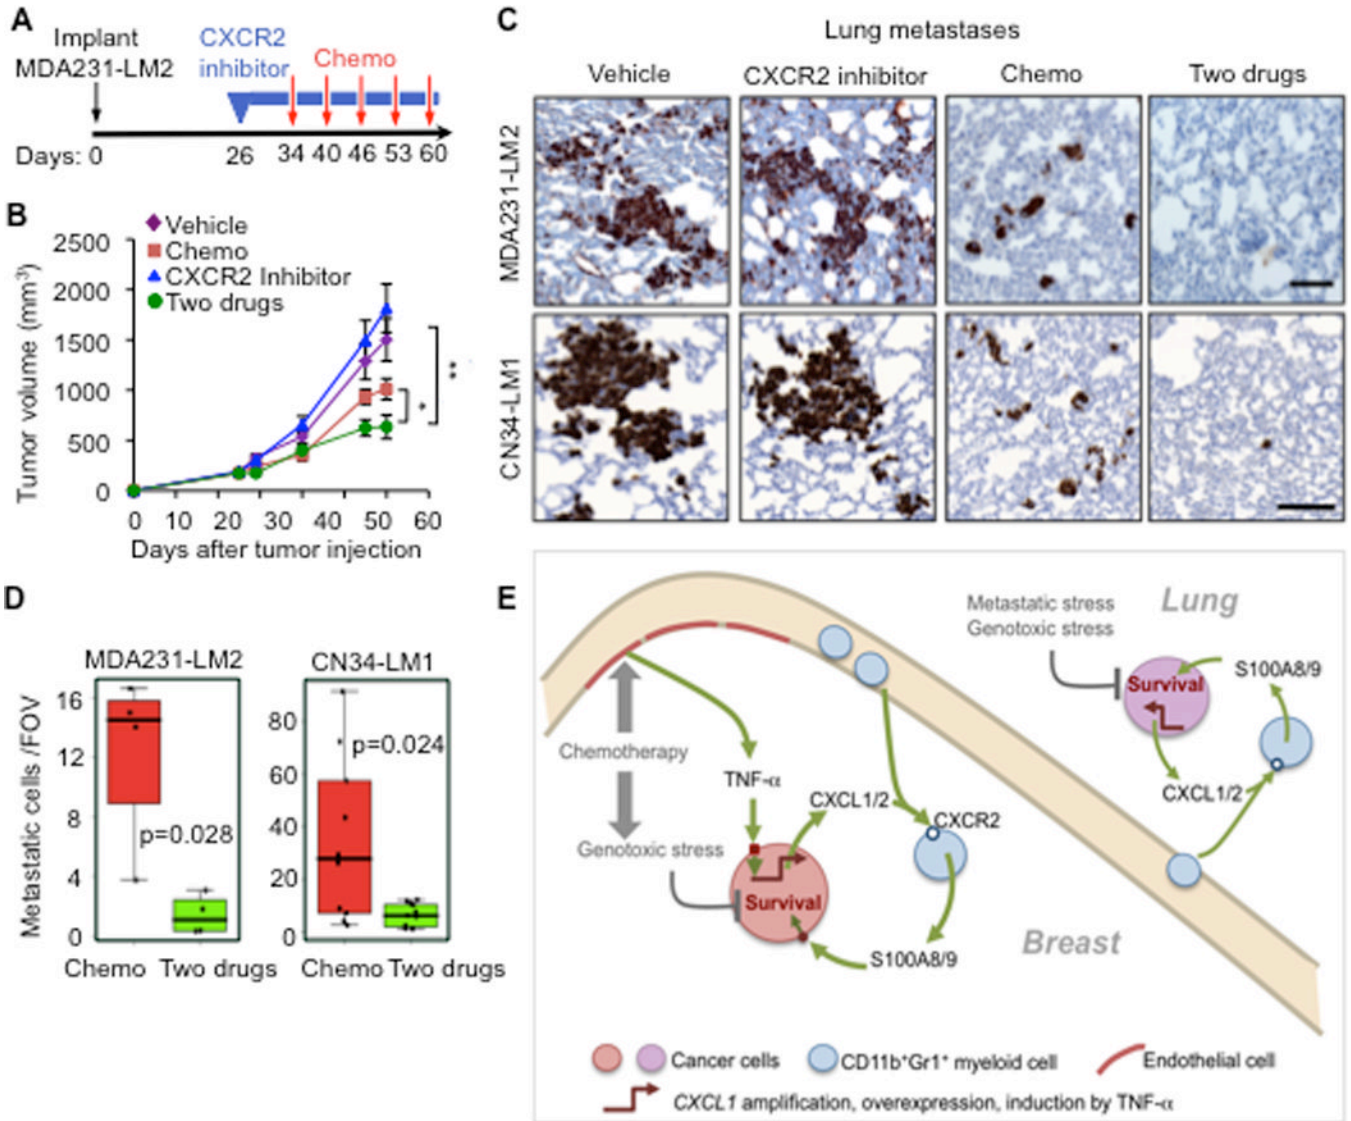 A
Implant
MDA231-LM2
CXCR2
inhibitor
Chemo
Days: 0 26 34 40 46 53 60
B
Vehicle
Chemo
CXCR2 Inhibitor
Two drugs
Tumor volume (mm³)
2500
2000
1500
1000
500
0
**
*
0 10 20 30 40 50 60
Days after tumor injection
C
Lung metastases
Vehicle CXCR2 inhibitor Chemo Two drugs
MDA231-LM2
CN34-LM1
D
MDA231-LM2 CN34-LM1
Metastatic cells /FOV
16
12
8
4
0
p=0.028
80
60
40
20
0
p=0.024
Chemo Two drugs
Chemo Two drugs
E
Metastatic stress
Genotoxic stress
Lung
Survival
S100A8/9
CXCL1/2
Chemotherapy
TNF-α
CXCL1/2
CXCR2
Genotoxic stress
Survival
S100A8/9
Breast
Cancer cells
CD11b⁺Gr1⁺ myeloid cell
Endothelial cell
CXCL1 amplification, overexpression, induction by TNF-α